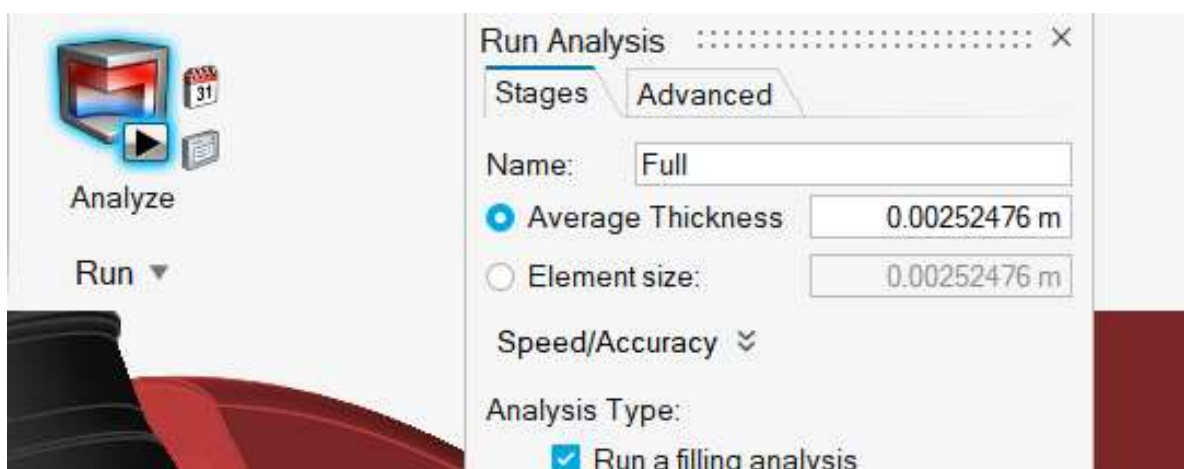 Run Analysis
Stages Advanced
31
Name: Full
Analyze
Average Thickness 0.00252476 m
Run
Element size: 0.00252476 m
Speed/Accuracy
Analysis Type:
Run a filling analysis